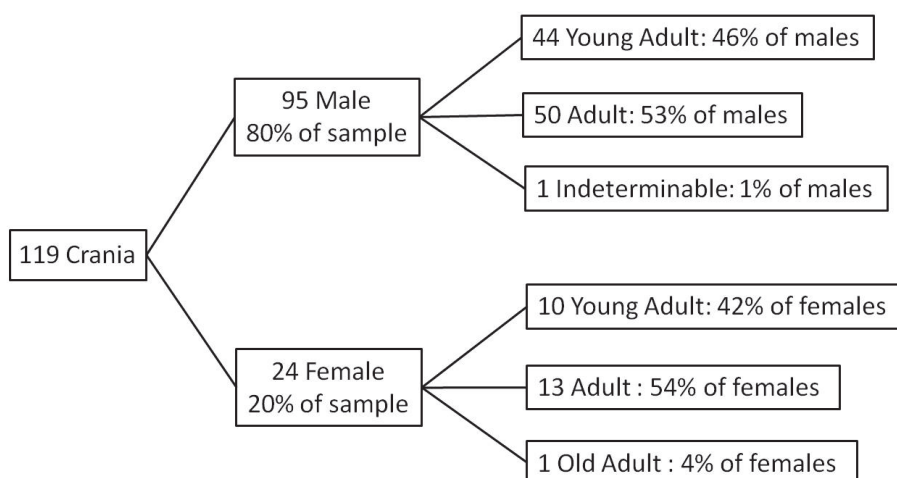 119 Crania
95 Male
80% of sample
44 Young Adult: 46% of males
50 Adult: 53% of males
1 Indeterminable: 1% of males
24 Female
20% of sample
10 Young Adult: 42% of females
13 Adult : 54% of females
1 Old Adult : 4% of females